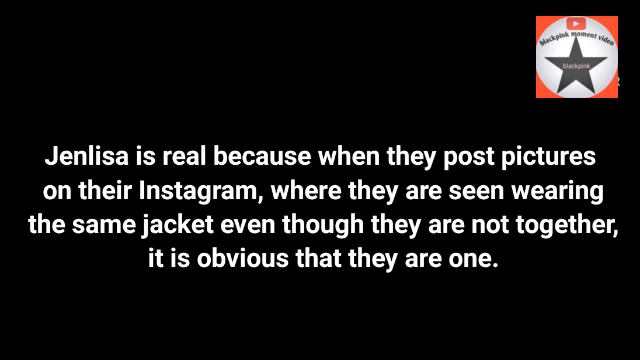 blackpink moment video
blackpink
Jenlisa is real because when they post pictures
on their Instagram, where they are seen wearing
the same jacket even though they are not together,
it is obvious that they are one.